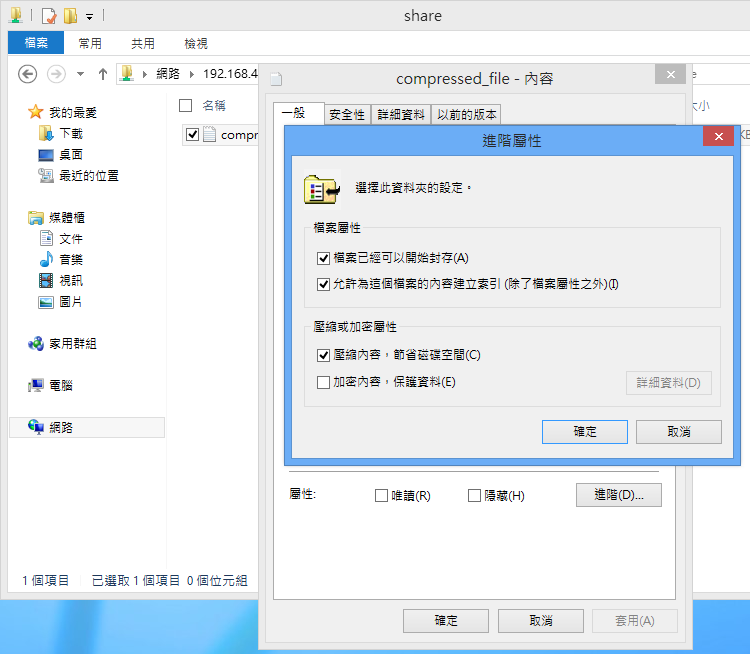 share
檔案 常用 共用 檢視
網路 192.168.4
我的最愛
下載
桌面
最近的位置
媒體櫃
文件
音樂
視訊
圖片
家用群組
電腦
網路
名稱
compr
1 個項目 已選取 1 個項目 0 個位元組
compressed_file - 內容
一般 安全性 詳細資料 以前的版本
進階屬性
選擇此資料夾的設定。
檔案屬性
檔案已經可以開始封存(A)
允許為這個檔案的內容建立索引 (除了檔案屬性之外)(I)
壓縮或加密屬性
壓縮內容，節省磁碟空間(C)
加密內容，保護資料(E)
詳細資料(D)
確定 取消
屬性: 唯讀(R) 隱藏(H) 進階(D)...
確定 取消 套用(A)